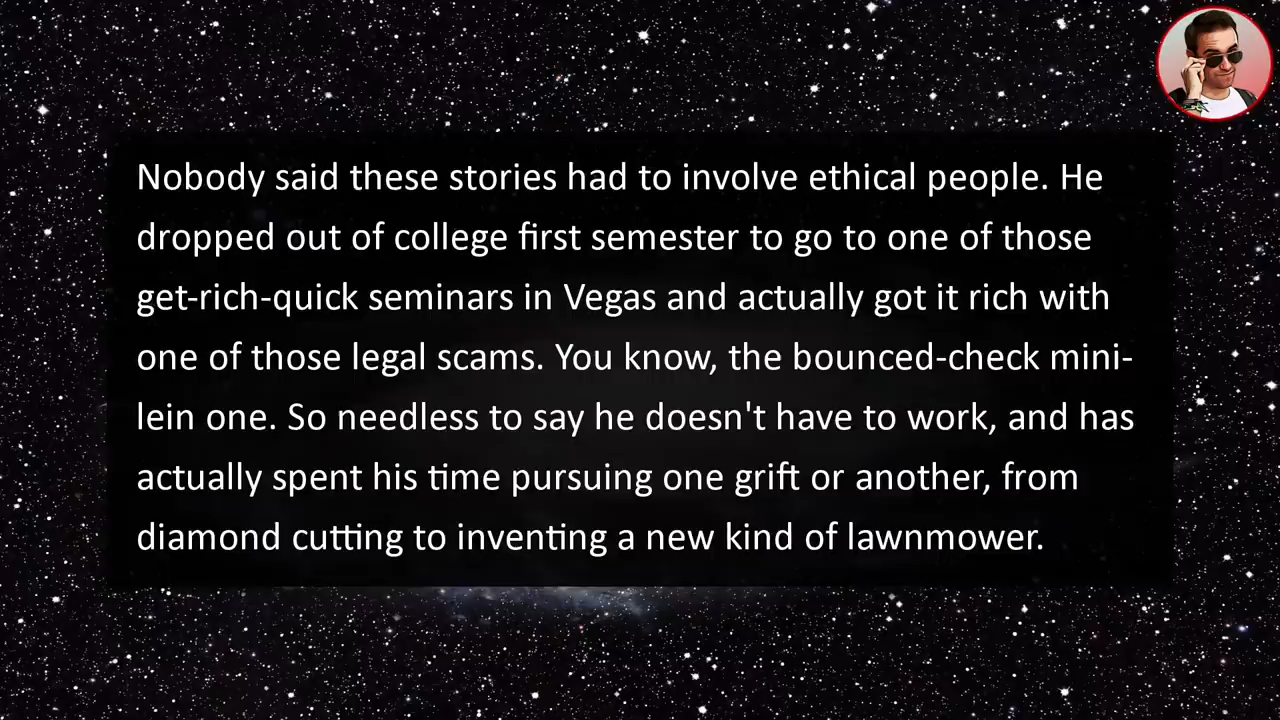 Nobody said these stories had to involve ethical people. He
dropped out of college first semester to go to one of those
get-rich-quick seminars in Vegas and actually got it rich with
one of those legal scams. You know, the bounced-check mini-
lein one. So needless to say he doesn't have to work, and has
actually spent his time pursuing one grift or another, from
diamond cutting to inventing a new kind of lawnmower.